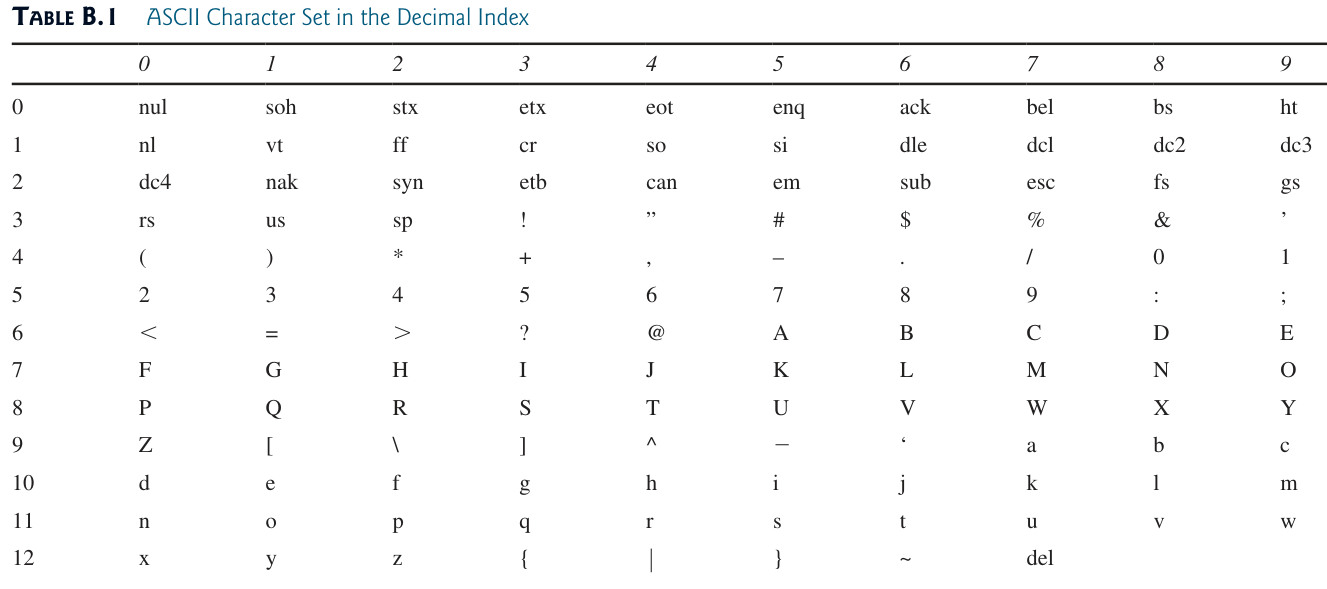 TABLE B.1 ASCII Character Set in the Decimal Index
0 1 2 3 4 5 6 7 8 9
0 nul soh stx etx eot enq ack bel bs ht
1 nl vt ff cr so si dle dcl dc2 dc3
2 dc4 nak syn etb can em sub esc fs gs
3 rs us sp ! ” # $ % & ’
4 ( ) * + , – . / 0 1
5 2 3 4 5 6 7 8 9 : ;
6 < = > ? @ A B C D E
7 F G H I J K L M N O
8 P Q R S T U V W X Y
9 Z [ \ ] ^ — ‘ a b c
10 d e f g h i j k l m
11 n o p q r s t u v w
12 x y z { | } ~ del